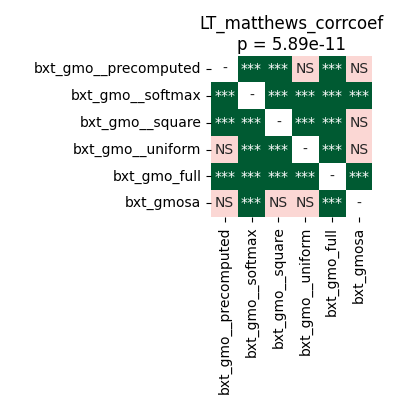 LT_matthews_corrcoef
p = 5.89e-11
bxt_gmo__precomputed - *** *** NS *** NS
bxt_gmo__softmax *** - *** *** *** ***
bxt_gmo__square *** *** - *** *** NS
bxt_gmo__uniform NS *** *** - *** NS
bxt_gmo_full *** *** *** *** - ***
bxt_gmosa NS *** NS NS *** -
bxt_gmo__precomputed
bxt_gmo__softmax
bxt_gmo__square
bxt_gmo__uniform
bxt_gmo_full
bxt_gmosa